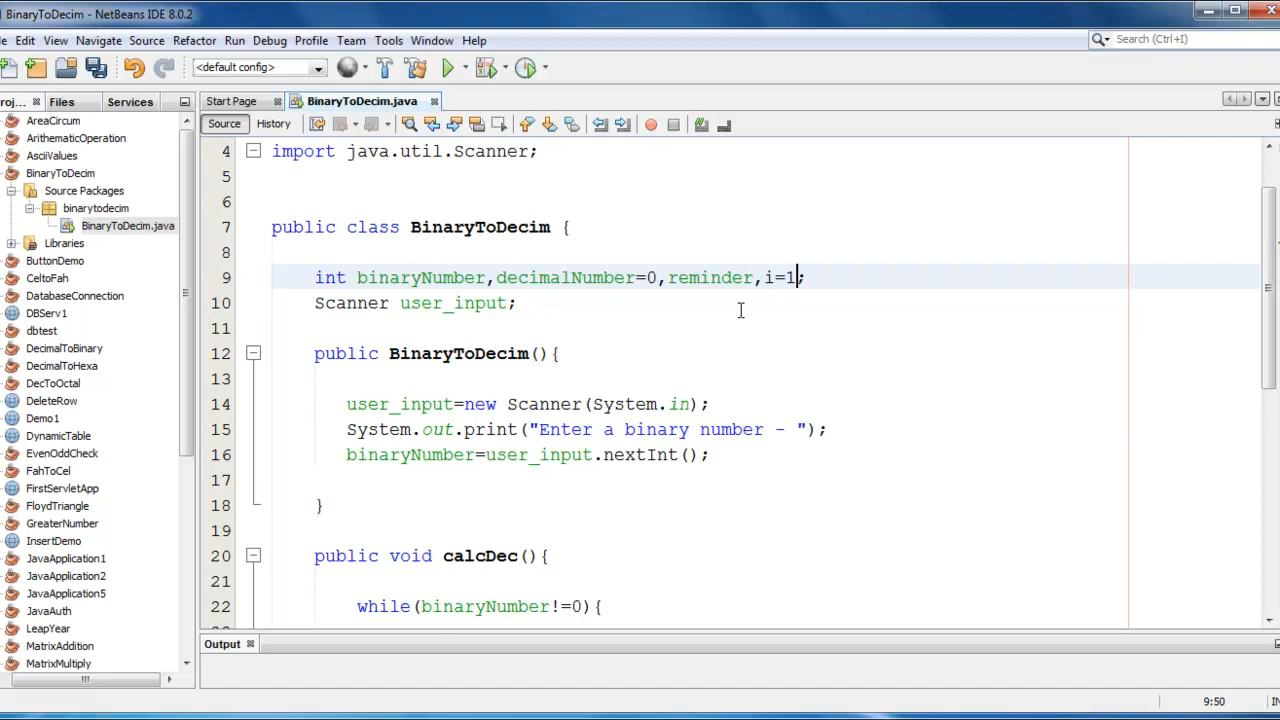 BinaryToDecim - NetBeans IDE 8.0.2
Edit View Navigate Source Refactor Run Debug Profile Team Tools Window Help
Search (Ctrl+I)
<default config>
Files Services
Start Page BinaryToDecim.java
Source History
AreaCircum
ArithematicOperation
AsciiValues
BinaryToDecim
Source Packages
binarytodecim
BinaryToDecim.java
Libraries
ButtonDemo
CeltoFah
DatabaseConnection
DBServ1
dbtest
DecimalToBinary
DecimalToHexa
DecToOctal
DeleteRow
Demo1
DynamicTable
EvenOddCheck
FahToCel
FirstServletApp
FloydTriangle
GreaterNumber
InsertDemo
JavaApplication1
JavaApplication2
JavaApplication5
JavaAuth
LeapYear
MatrixAddition
MatrixMultiply
4 import java.util.Scanner;
5
6
7 public class BinaryToDecim {
8
9 int binaryNumber,decimalNumber=0,reminder,i=1;
10 Scanner user_input;
11
12 public BinaryToDecim(){
13
14 user_input=new Scanner(System.in);
15 System.out.print("Enter a binary number - ");
16 binaryNumber=user_input.nextInt();
17
18 }
19
20 public void calcDec(){
21
22 while(binaryNumber!=0){
Output
9:50